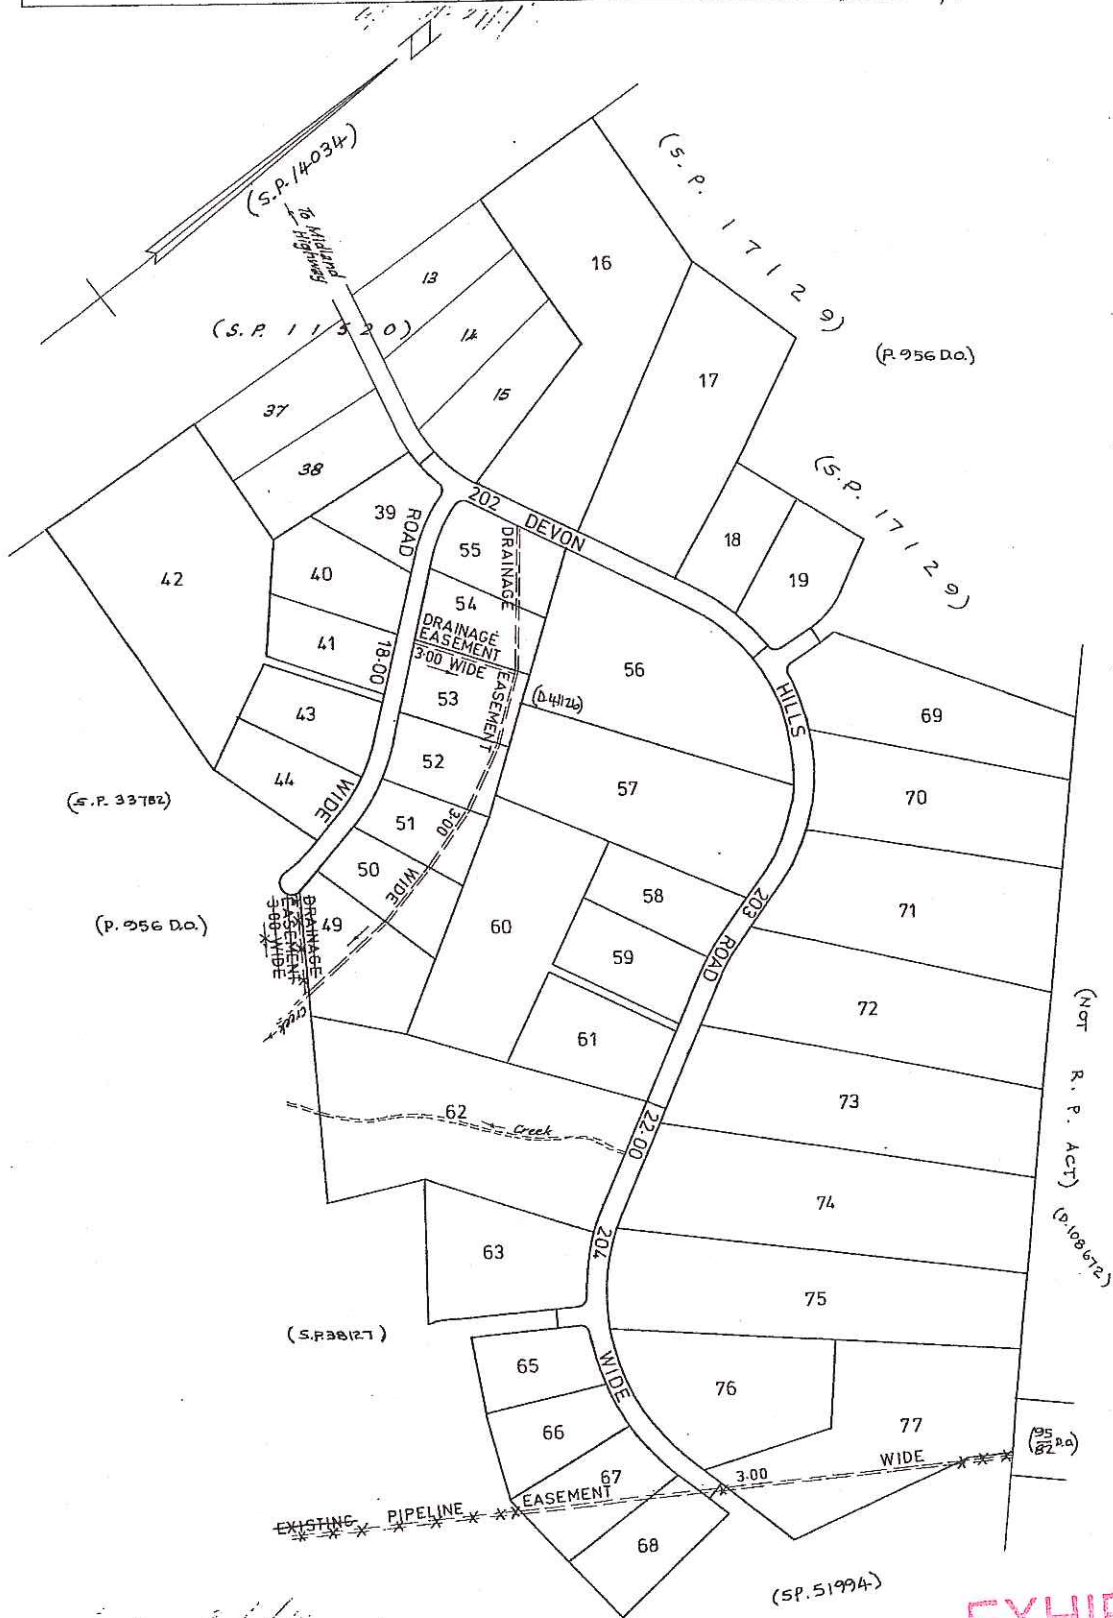 (S.P. 14034)
To Midland
Highway
(S.P. 17129)
13
16
(S.P. 11520)
14
(P. 956 D.O.)
17
15
37
38
(S.P. 17129)
202
39
ROAD
DEVON
55
DRAINAGE
18
42
40
19
54
DRAINAGE
EASEMENT
3·00 WIDE
41
18·00
EASEMENT
56
53
(D.41126)
HILLS
43
69
52
44
57
70
(S.P. 33782)
WIDE
51
3·00
50
WIDE
58
203
71
(P. 956 D.O.)
DRAINAGE
EASEMENT
3·00 WIDE
49
60
59
ROAD
72
(NOT R. P. ACT)
Creek
61
73
62
Creek
22·00
74
(D.108672)
63
204
75
(S.P.38127)
65
WIDE
76
66
77
(95/82 D.O)
67
WIDE
3·00
EXISTING PIPELINE EASEMENT
68
(SP. 51994)